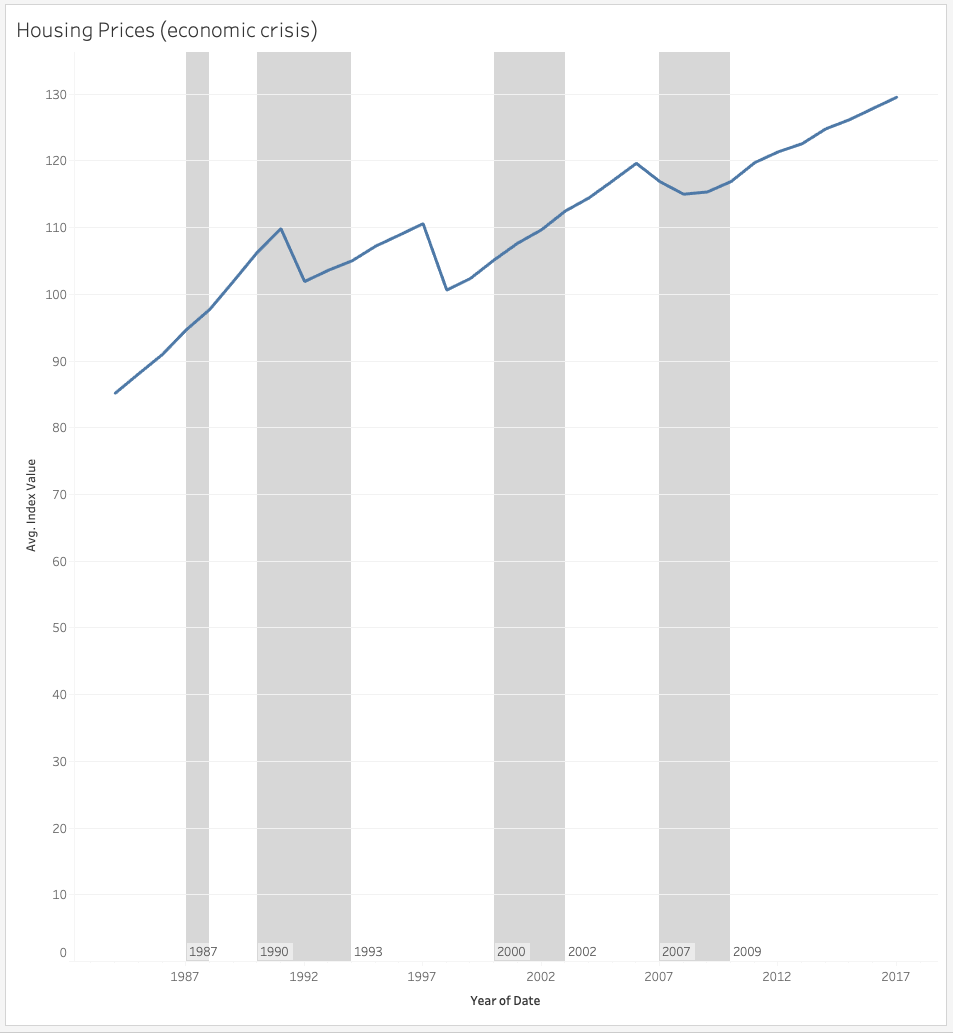 Housing Prices (economic crisis)
130
120
110
100
90
80
70
60
50
40
30
20
10
0
Avg. Index Value
1987 1990 1993 2000 2002 2007 2009
1987 1992 1997 2002 2007 2012 2017
Year of Date